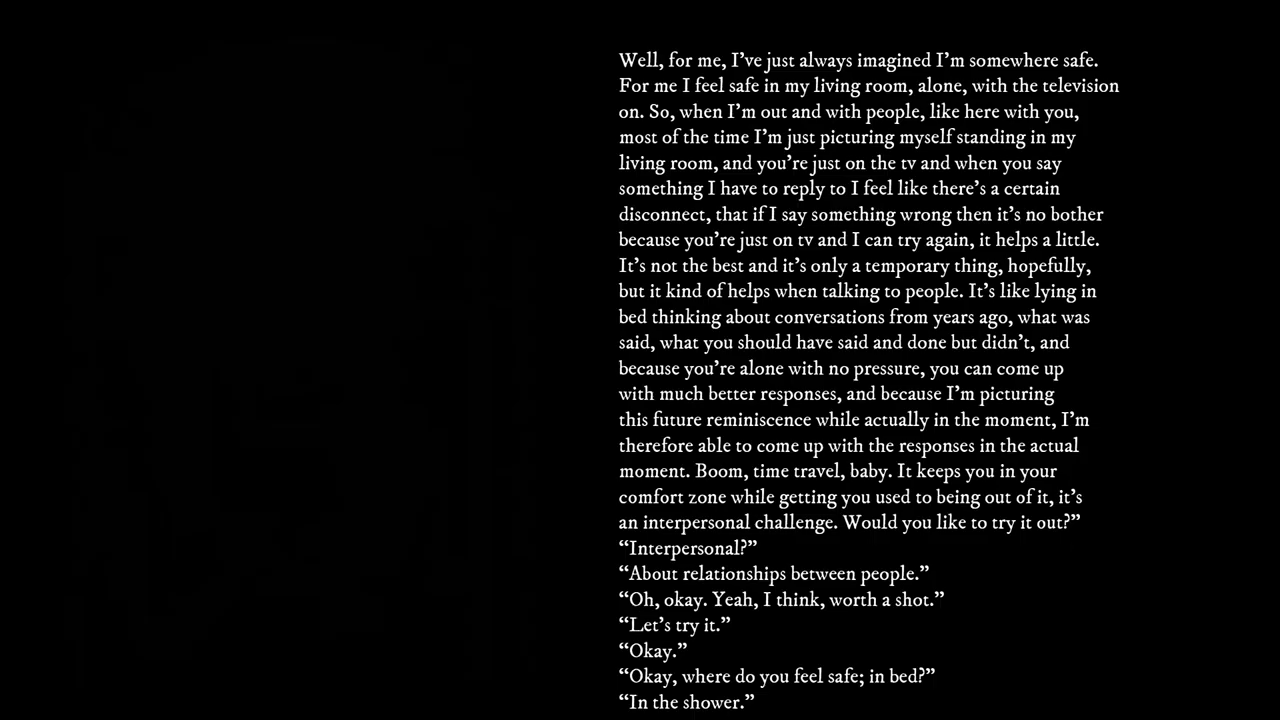 Well, for me, I’ve just always imagined I’m somewhere safe.
For me I feel safe in my living room, alone, with the television
on. So, when I’m out and with people, like here with you,
most of the time I’m just picturing myself standing in my
living room, and you’re just on the tv and when you say
something I have to reply to I feel like there’s a certain
disconnect, that if I say something wrong then it’s no bother
because you’re just on tv and I can try again, it helps a little.
It’s not the best and it’s only a temporary thing, hopefully,
but it kind of helps when talking to people. It’s like lying in
bed thinking about conversations from years ago, what was
said, what you should have said and done but didn’t, and
because you’re alone with no pressure, you can come up
with much better responses, and because I’m picturing
this future reminiscence while actually in the moment, I’m
therefore able to come up with the responses in the actual
moment. Boom, time travel, baby. It keeps you in your
comfort zone while getting you used to being out of it, it’s
an interpersonal challenge. Would you like to try it out?”
“Interpersonal?”
“About relationships between people.”
“Oh, okay. Yeah, I think, worth a shot.”
“Let’s try it.”
“Okay.”
“Okay, where do you feel safe; in bed?”
“In the shower.”